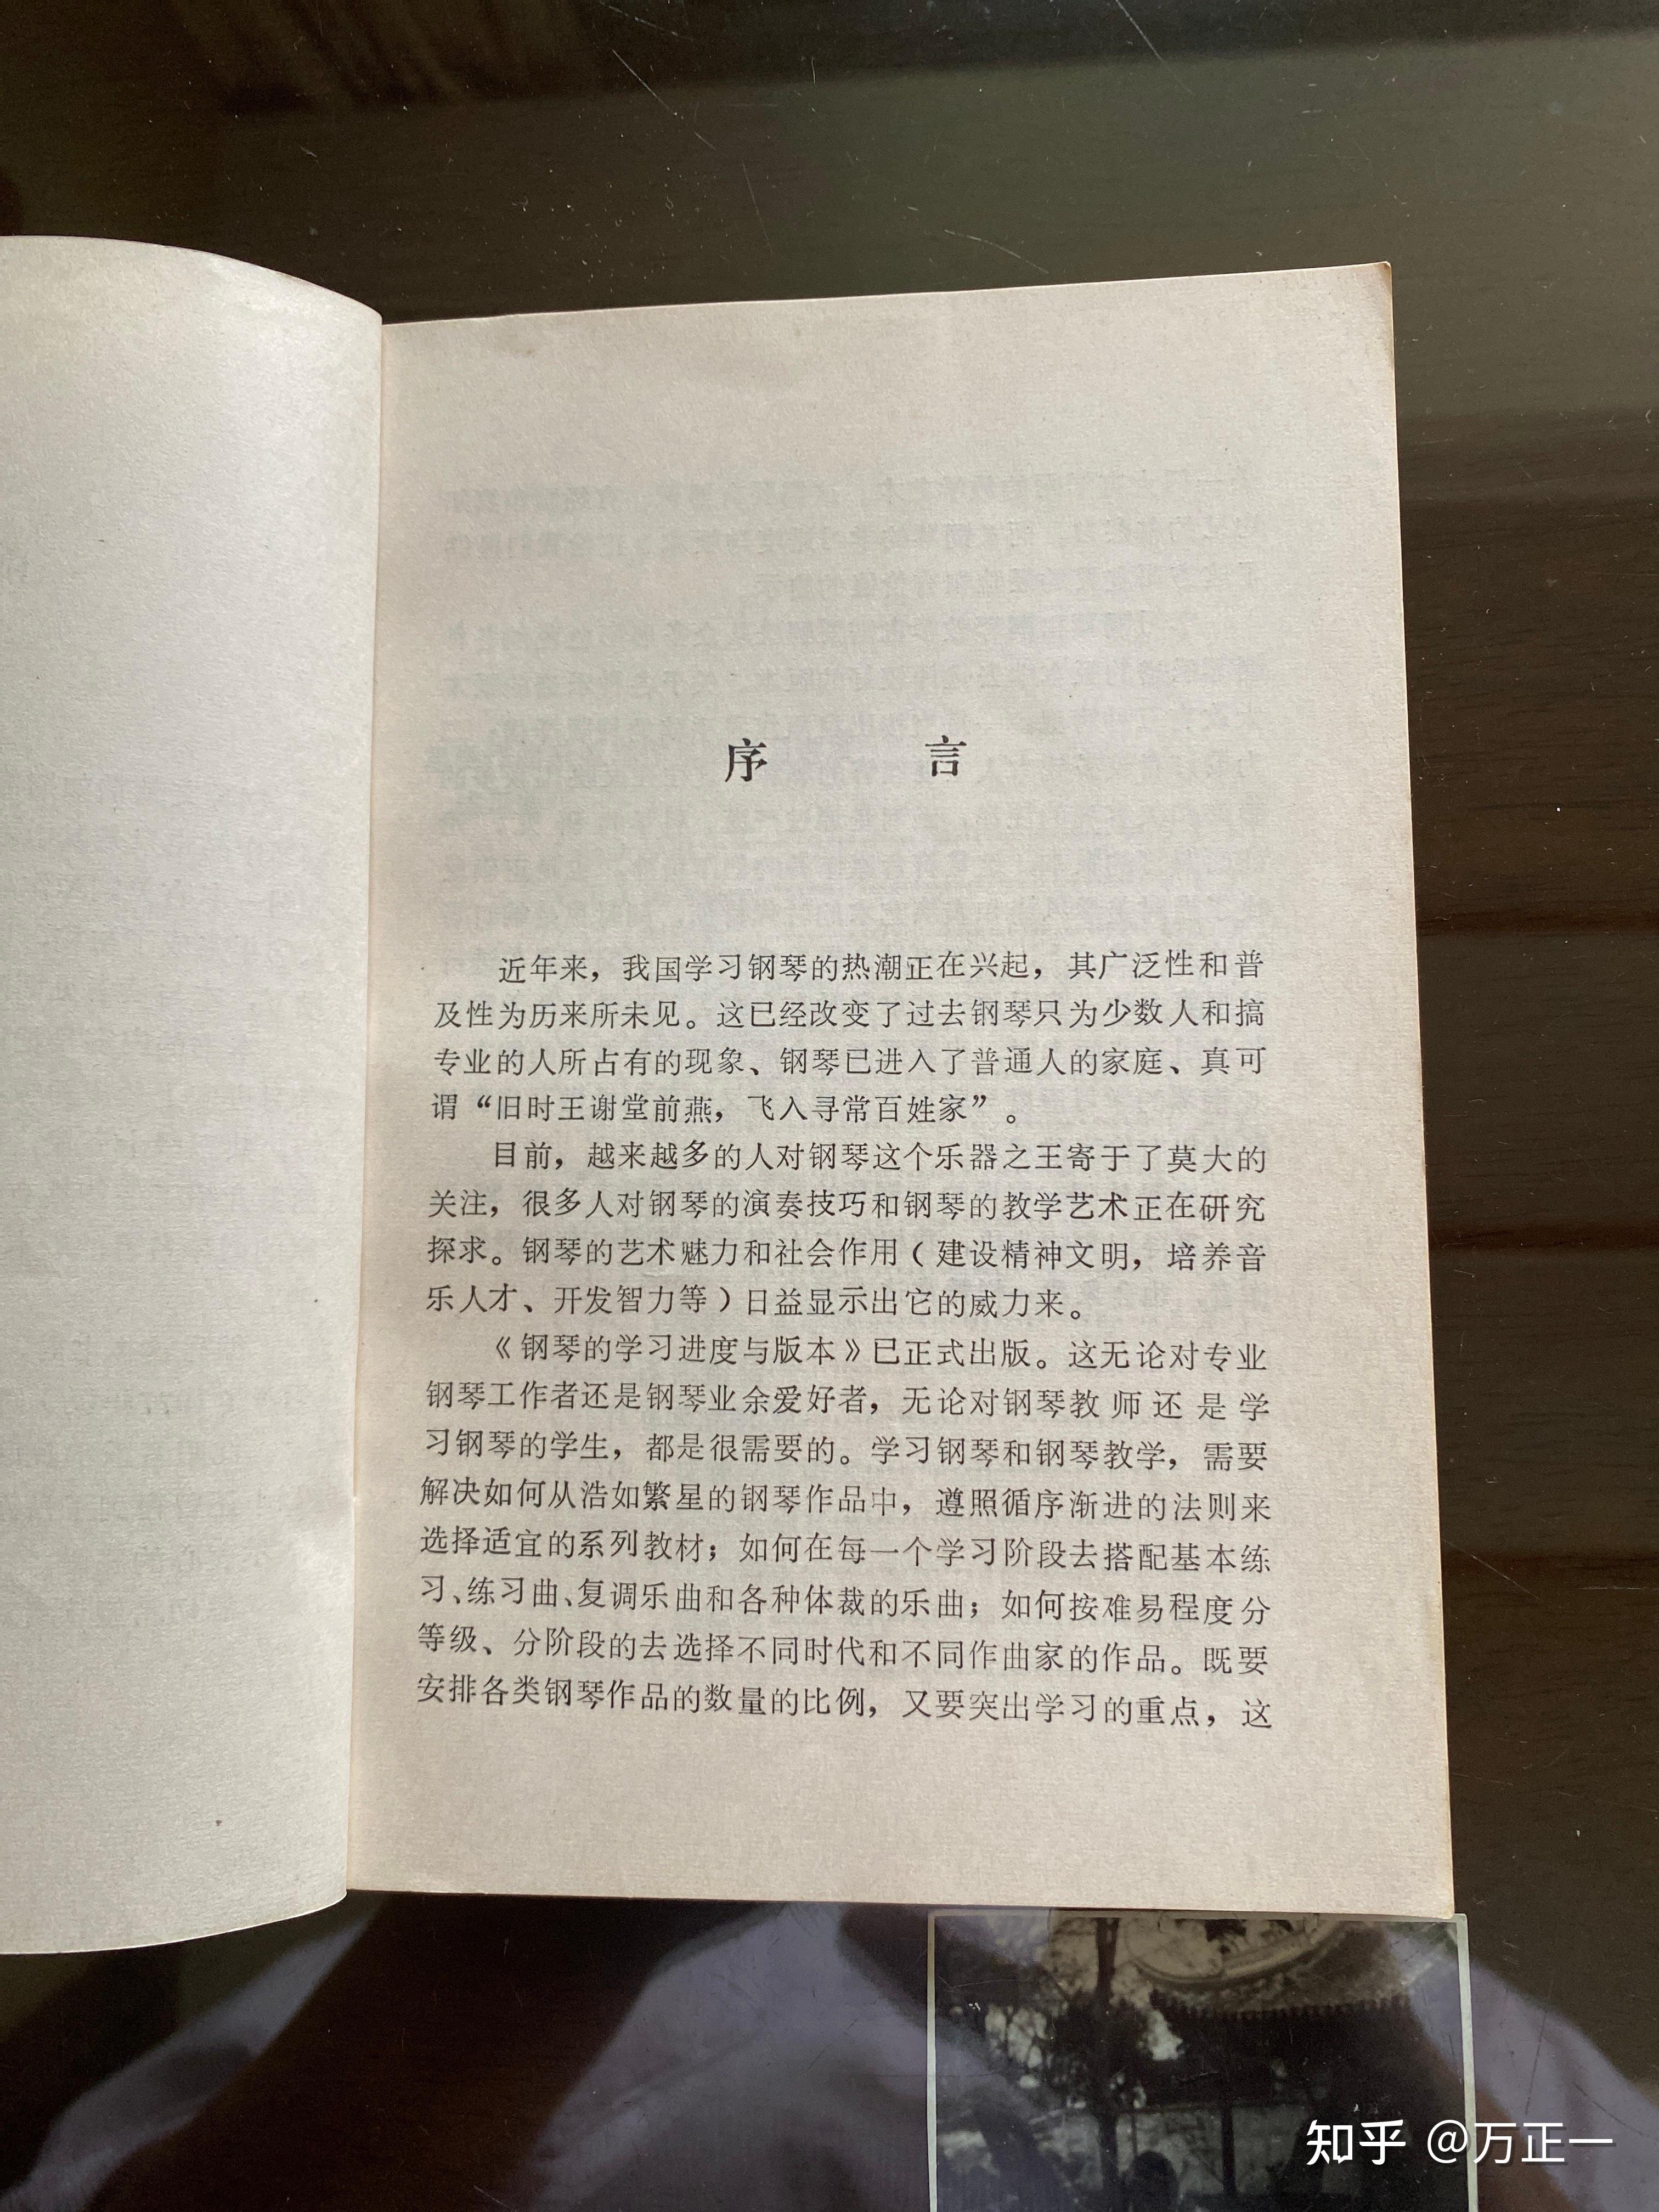 序 言
近年来，我国学习钢琴的热潮正在兴起，其广泛性和普
及性为历来所未见。这已经改变了过去钢琴只为少数人和搞
专业的人所占有的现象、钢琴已进入了普通人的家庭、真可
谓“旧时王谢堂前燕，飞入寻常百姓家”。
目前，越来越多的人对钢琴这个乐器之王寄于了莫大的
关注，很多人对钢琴的演奏技巧和钢琴的教学艺术正在研究
探求。钢琴的艺术魅力和社会作用（建设精神文明，培养音
乐人才、开发智力等）日益显示出它的威力来。
《钢琴的学习进度与版本》已正式出版。这无论对专业
钢琴工作者还是钢琴业余爱好者，无论对钢琴教师还是学
习钢琴的学生，都是很需要的。学习钢琴和钢琴教学，需要
解决如何从浩如繁星的钢琴作品中，遵照循序渐进的法则来
选择适宜的系列教材；如何在每一个学习阶段去搭配基本练
习、练习曲、复调乐曲和各种体裁的乐曲；如何按难易程度分
等级、分阶段的去选择不同时代和不同作曲家的作品。既要
安排各类钢琴作品的数量的比例，又要突出学习的重点，这
知乎 @万正一